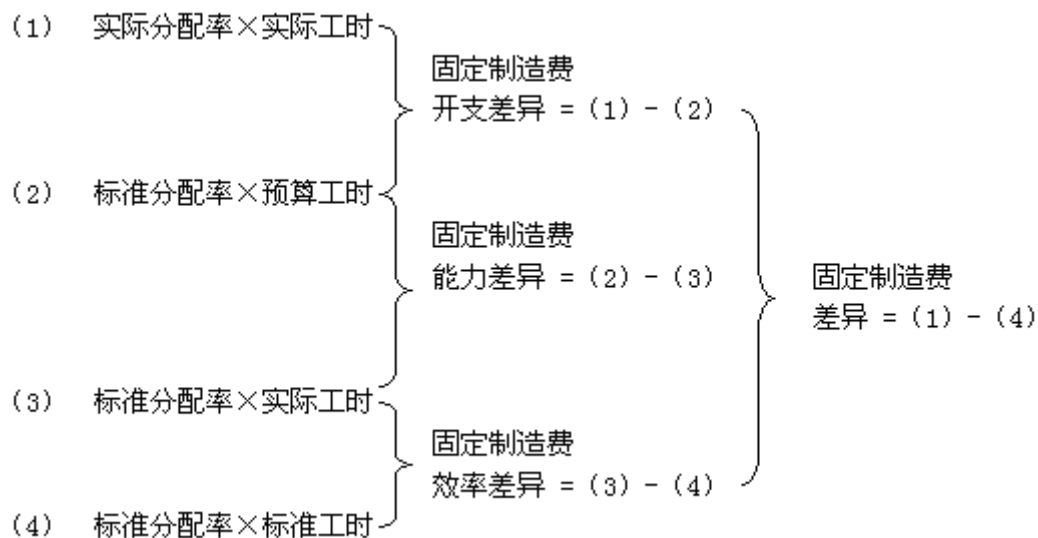 (1) 实际分配率×实际工时
固定制造费
开支差异 = (1) - (2)
(2) 标准分配率×预算工时
固定制造费
能力差异 = (2) - (3)
固定制造费
差异 = (1) - (4)
(3) 标准分配率×实际工时
固定制造费
效率差异 = (3) - (4)
(4) 标准分配率×标准工时